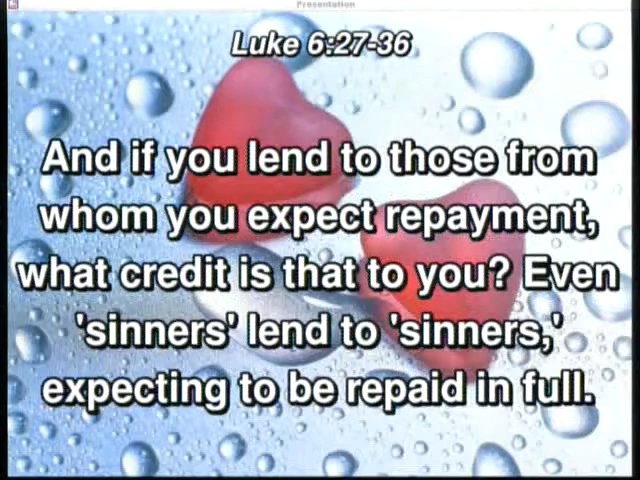 Presentation
Luke 6:27-36
And if you lend to those from
whom you expect repayment,
what credit is that to you? Even
'sinners' lend to 'sinners,'
expecting to be repaid in full.